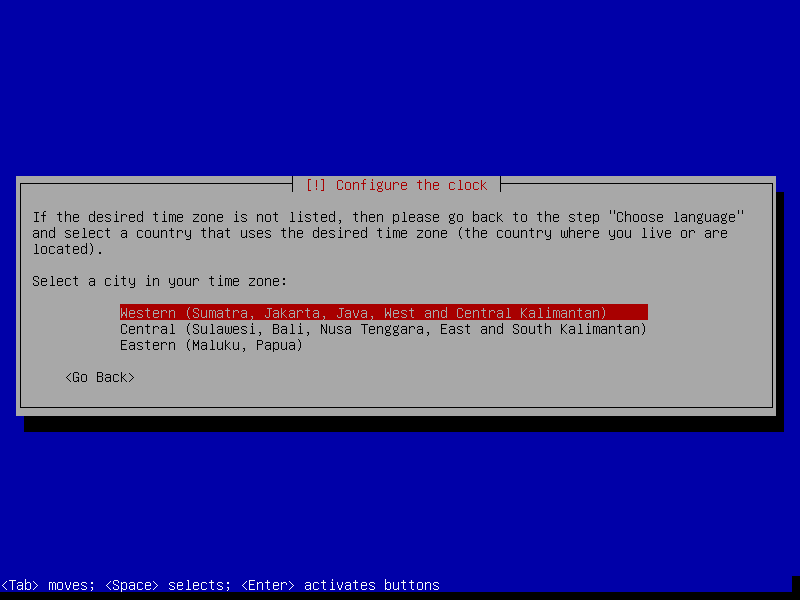 [!] Configure the clock
If the desired time zone is not listed, then please go back to the step "Choose language"
and select a country that uses the desired time zone (the country where you live or are
located).
Select a city in your time zone:
Western (Sumatra, Jakarta, Java, West and Central Kalimantan)
Central (Sulawesi, Bali, Nusa Tenggara, East and South Kalimantan)
Eastern (Maluku, Papua)
<Go Back>
<Tab> moves; <Space> selects; <Enter> activates buttons